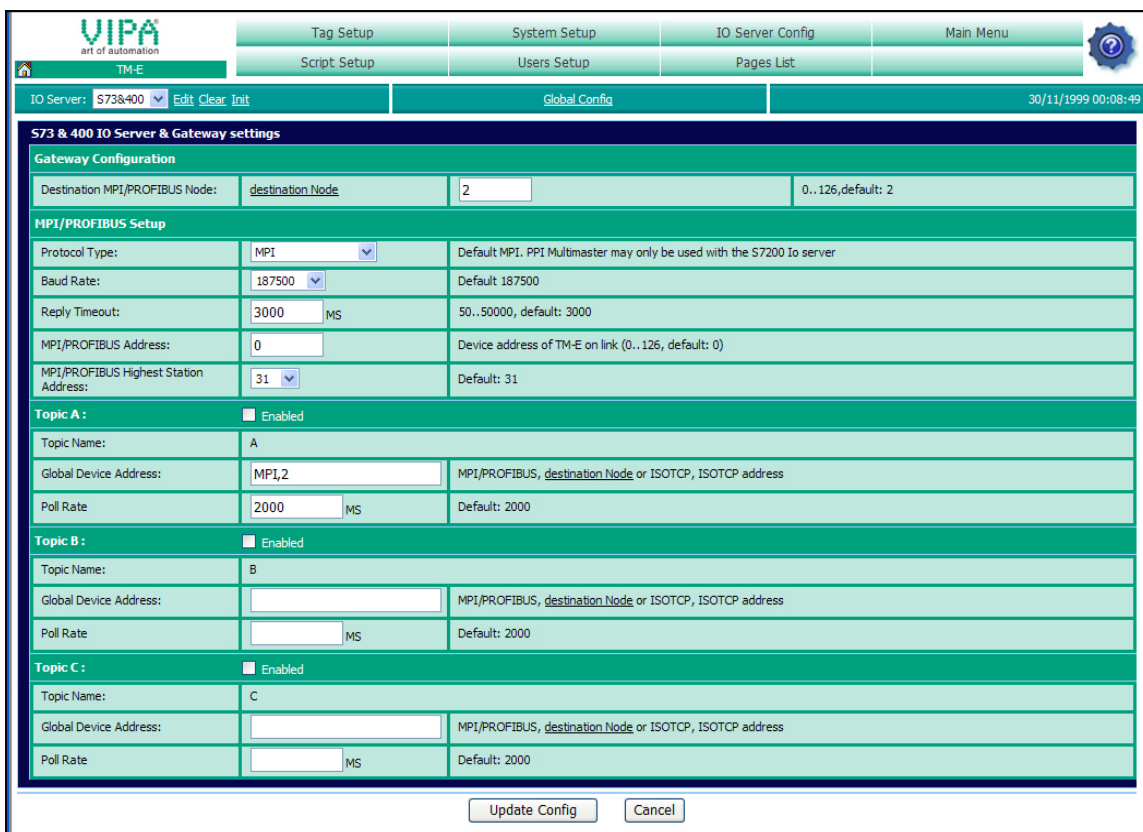 VIPA
art of automation
TM-E
Tag Setup
System Setup
IO Server Config
Main Menu
Script Setup
Users Setup
Pages List
?
IO Server: S73&400 Edit Clear Init
Global Config
30/11/1999 00:08:49
S73 & 400 IO Server & Gateway settings
Gateway Configuration
Destination MPI/PROFIBUS Node: destination Node 2 0..126,default: 2
MPI/PROFIBUS Setup
Protocol Type: MPI Default MPI. PPI Multimaster may only be used with the S7200 Io server
Baud Rate: 187500 Default 187500
Reply Timeout: 3000 MS 50..50000, default: 3000
MPI/PROFIBUS Address: 0 Device address of TM-E on link (0..126, default: 0)
MPI/PROFIBUS Highest Station
Address: 31 Default: 31
Topic A : Enabled
Topic Name: A
Global Device Address: MPI,2 MPI/PROFIBUS, destination Node or ISOTCP, ISOTCP address
Poll Rate 2000 MS Default: 2000
Topic B : Enabled
Topic Name: B
Global Device Address: MPI/PROFIBUS, destination Node or ISOTCP, ISOTCP address
Poll Rate MS Default: 2000
Topic C : Enabled
Topic Name: C
Global Device Address: MPI/PROFIBUS, destination Node or ISOTCP, ISOTCP address
Poll Rate MS Default: 2000
Update Config Cancel